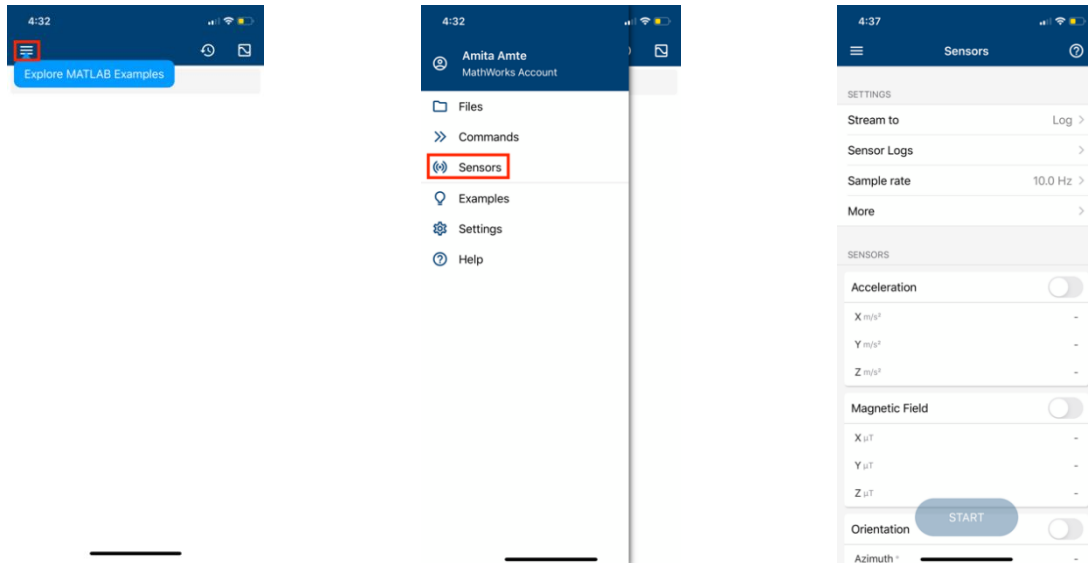 4:32
Explore MATLAB Examples
4:32
Amita Amte
MathWorks Account
Files
Commands
Sensors
Examples
Settings
Help
4:37
Sensors
SETTINGS
Stream to Log
Sensor Logs
Sample rate 10.0 Hz
More
SENSORS
Acceleration
X m/s² -
Y m/s² -
Z m/s² -
Magnetic Field
X µT -
Y µT -
Z µT -
START
Orientation
Azimuth ° -